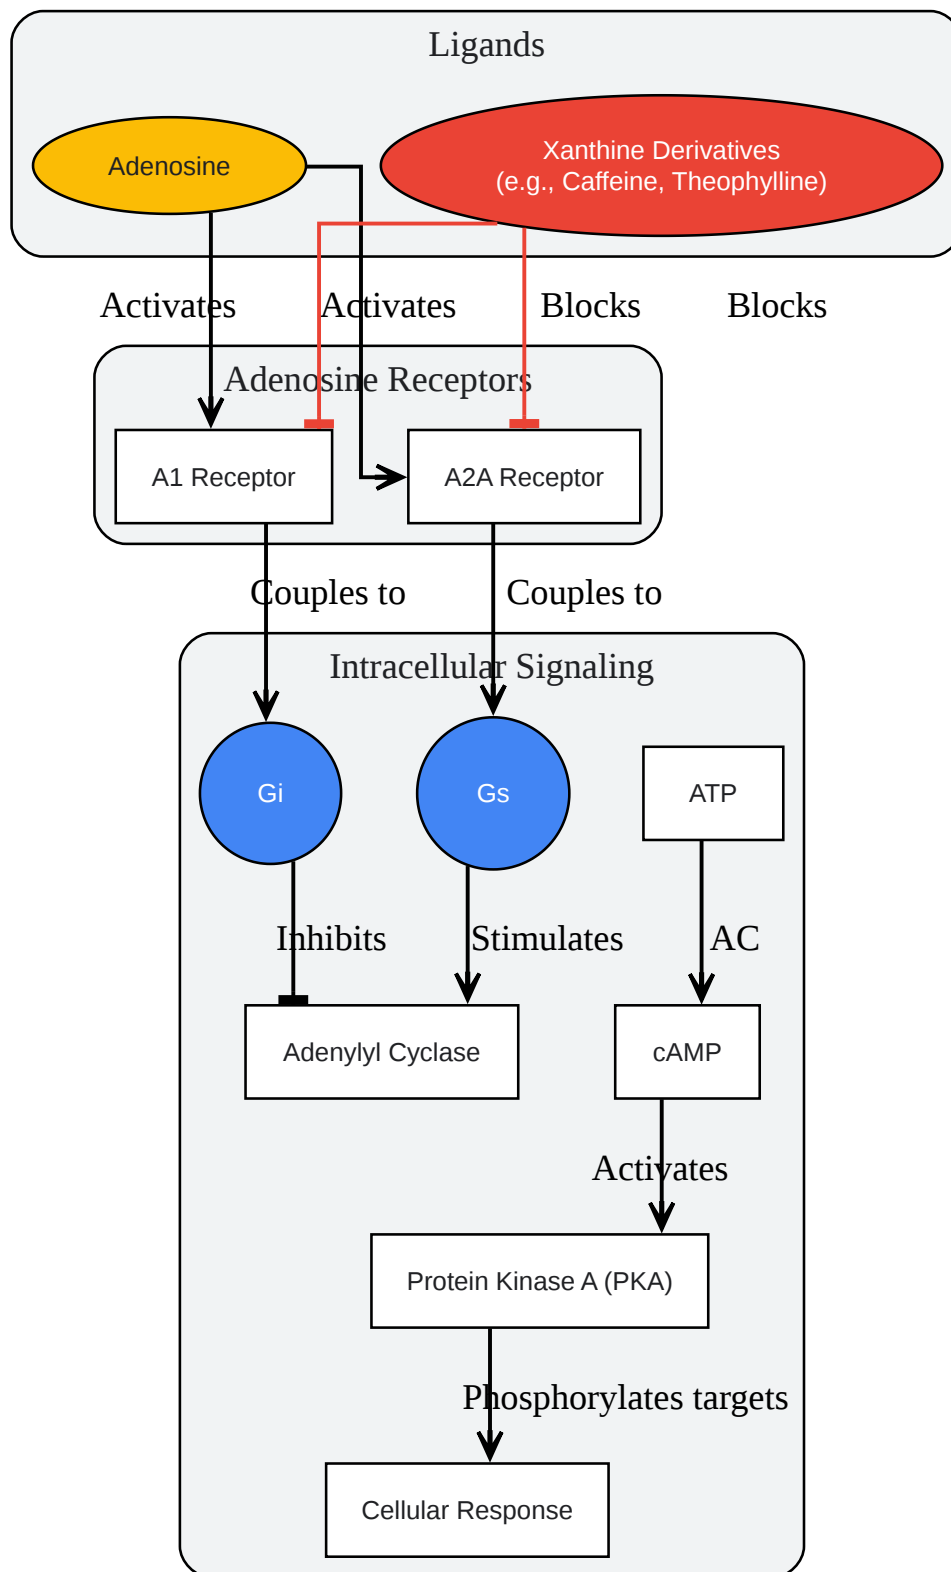 Ligands
Adenosine
Xanthine Derivatives
(e.g., Caffeine, Theophylline)
Activates
Activates
Blocks
Blocks
Adenosine Receptors
A1 Receptor
A2A Receptor
Couples to
Couples to
Intracellular Signaling
Gi
Gs
ATP
Inhibits
Stimulates
AC
Adenylyl Cyclase
cAMP
Activates
Protein Kinase A (PKA)
Phosphorylates targets
Cellular Response